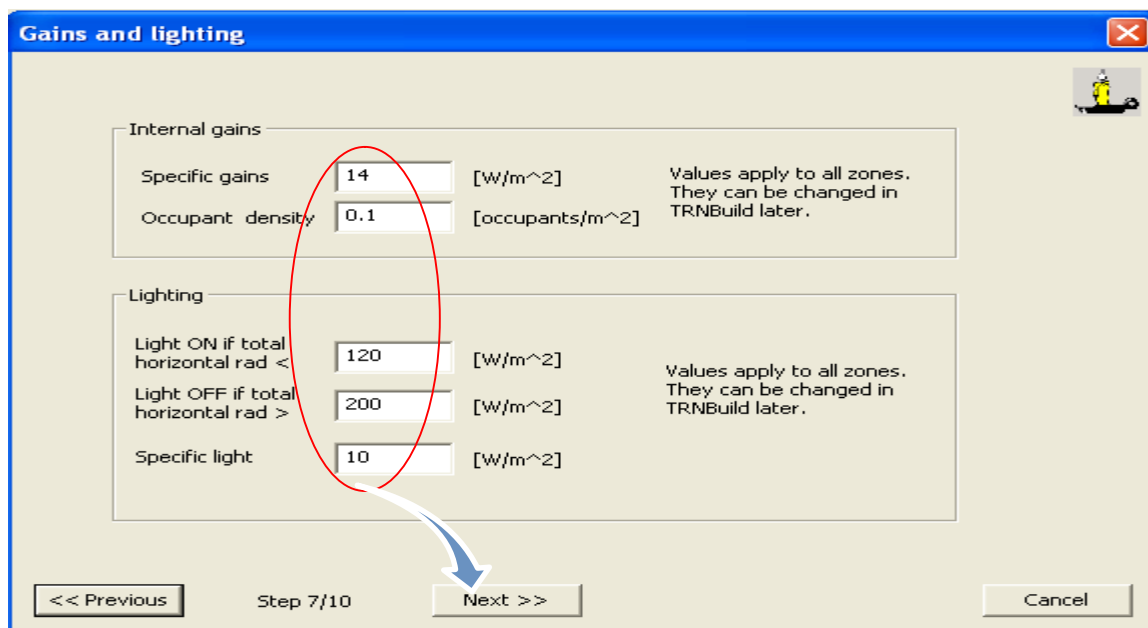 Gains and lighting
Internal gains
Specific gains 14 [W/m^2]
Occupant density 0.1 [occupants/m^2]
Values apply to all zones.
They can be changed in
TRNBuild later.
Lighting
Light ON if total
horizontal rad < 120 [W/m^2]
Light OFF if total
horizontal rad > 200 [W/m^2]
Specific light 10 [W/m^2]
Values apply to all zones.
They can be changed in
TRNBuild later.
<< Previous Step 7/10 Next >> Cancel